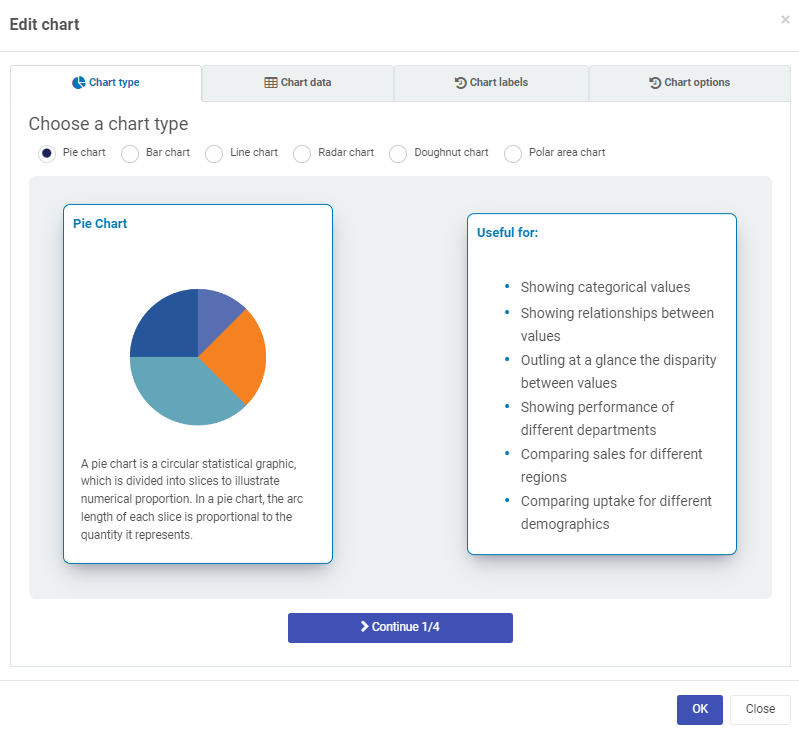 Edit chart
×
Chart type
Chart data
Chart labels
Chart options
Choose a chart type
Pie chart
Bar chart
Line chart
Radar chart
Doughnut chart
Polar area chart
Pie Chart
A pie chart is a circular statistical graphic,
which is divided into slices to illustrate
numerical proportion. In a pie chart, the arc
length of each slice is proportional to the
quantity it represents.
Useful for:
• Showing categorical values
• Showing relationships between
values
• Outling at a glance the disparity
between values
• Showing performance of
different departments
• Comparing sales for different
regions
• Comparing uptake for different
demographics
Continue 1/4
OK
Close